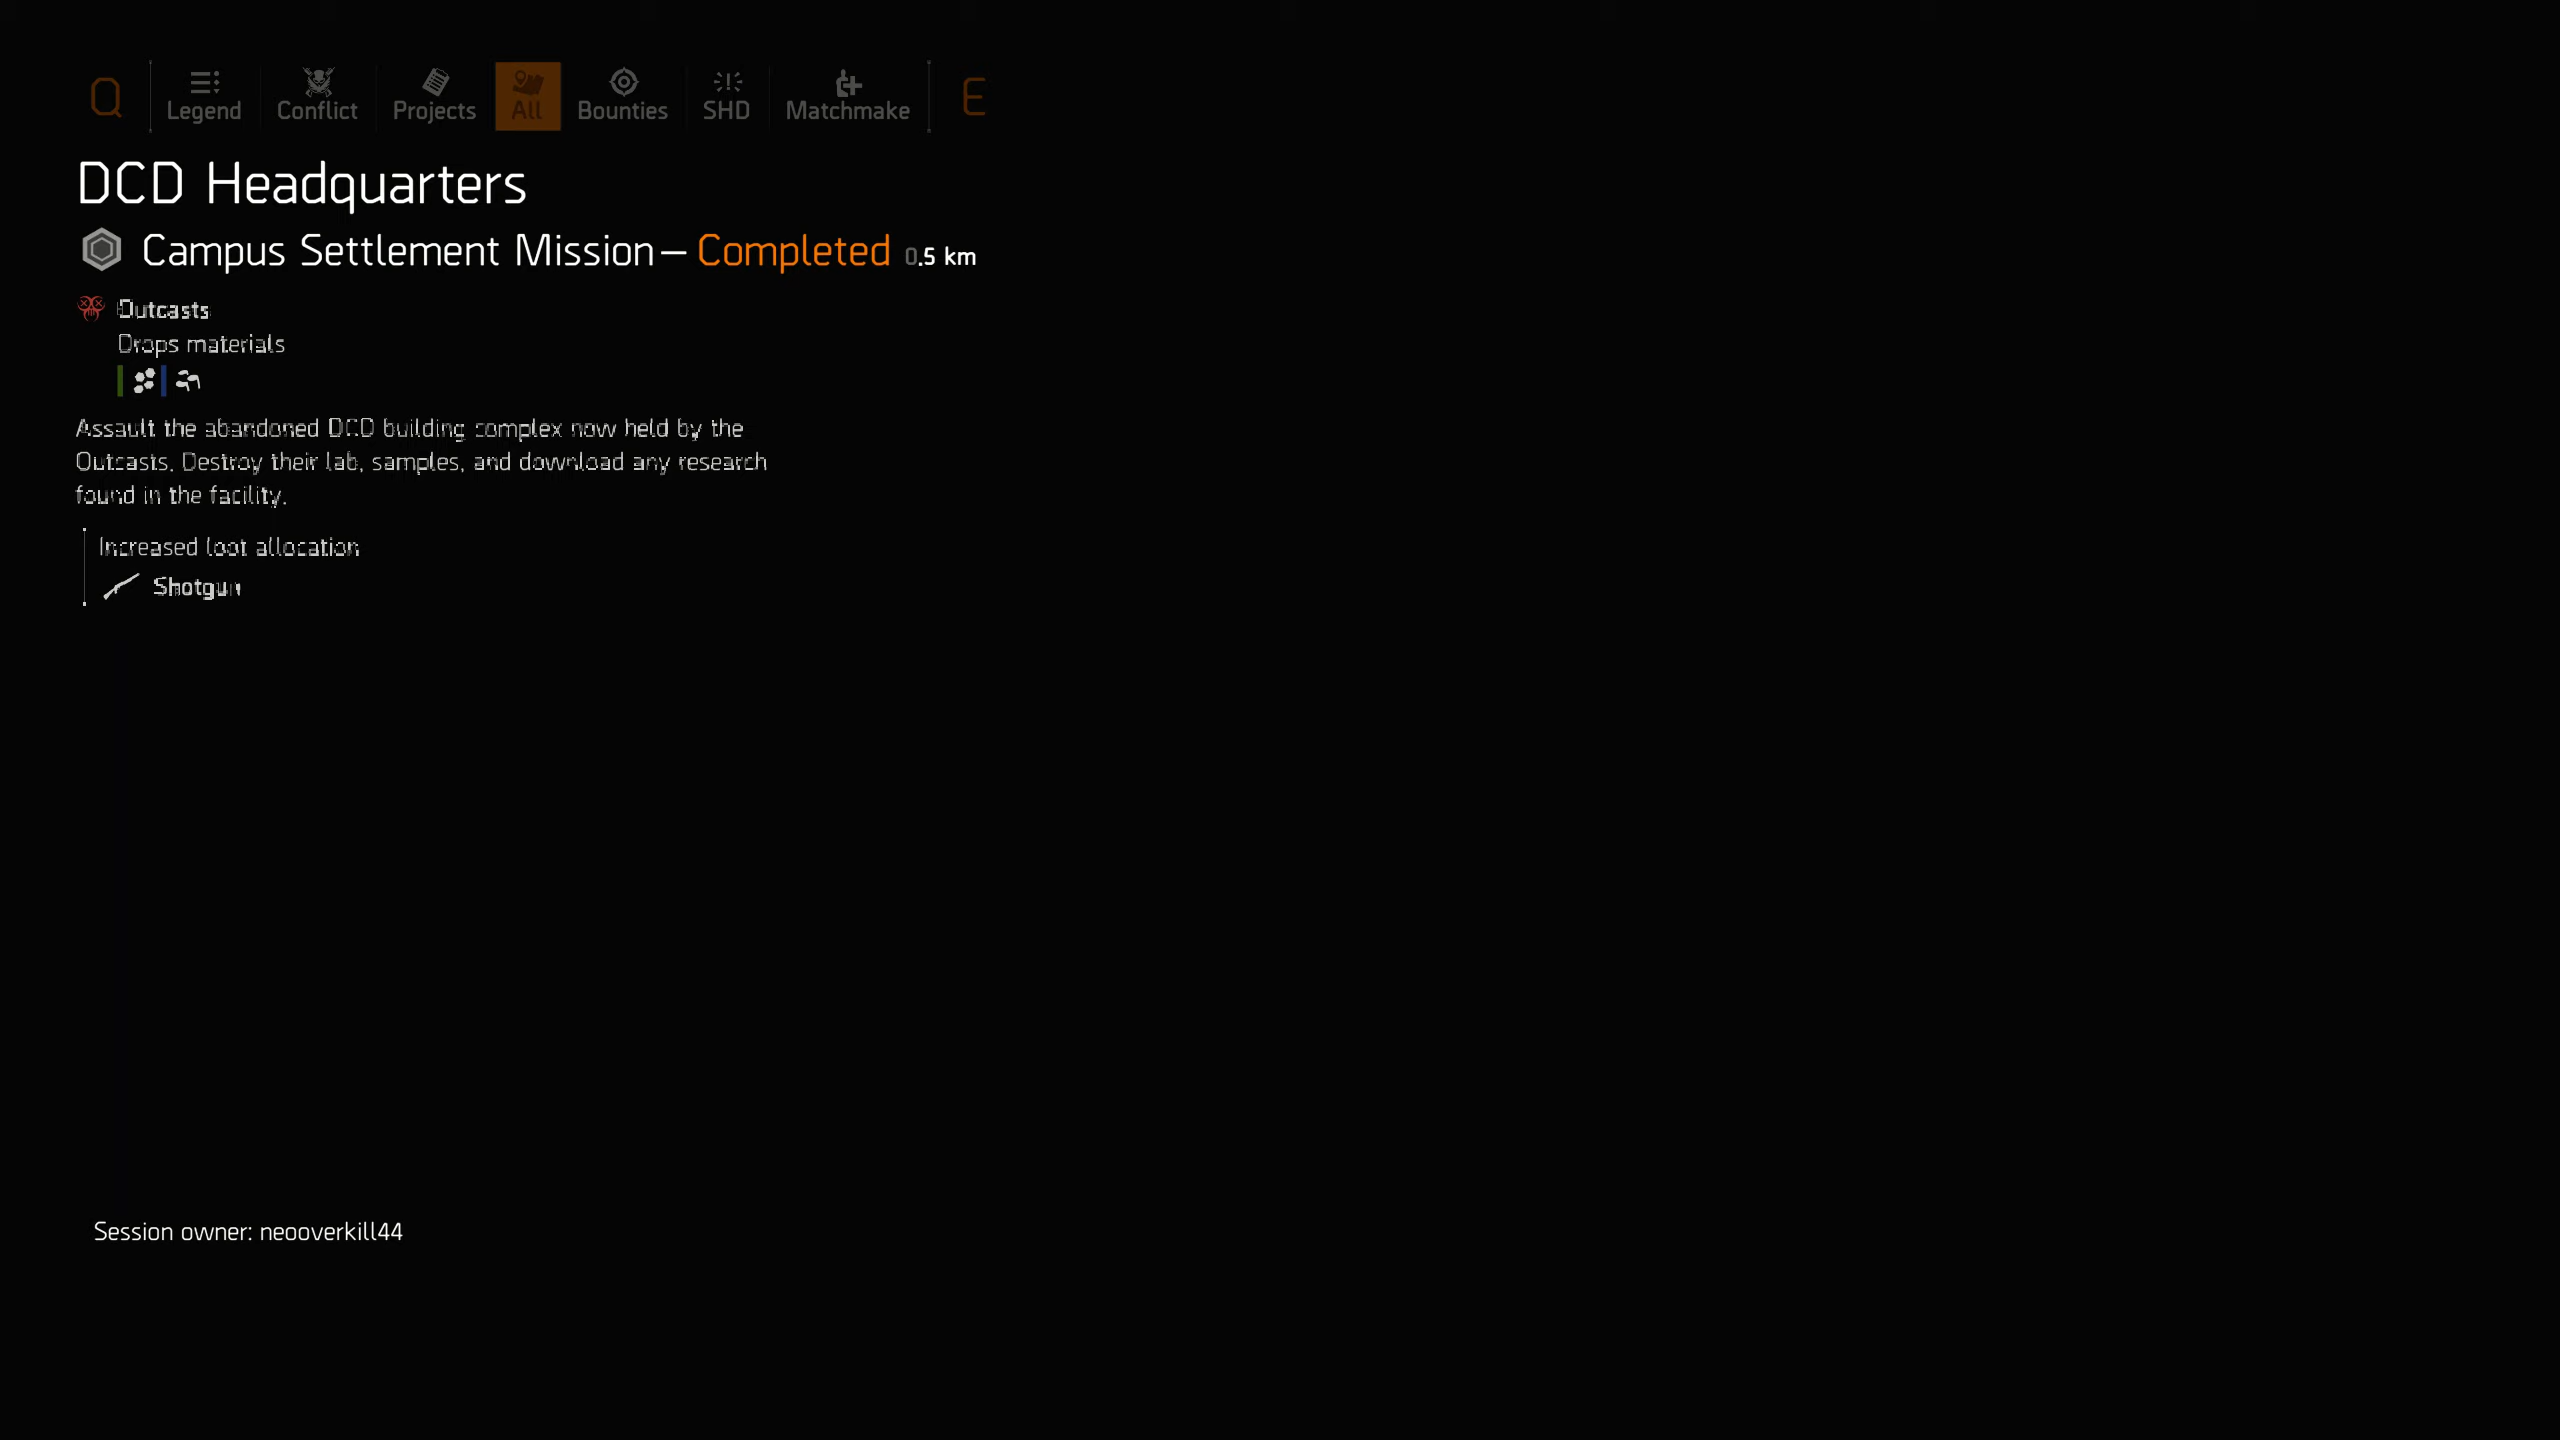 Q Legend Conflict Projects All Bounties SHD Matchmake E
DCD Headquarters
Campus Settlement Mission – Completed 0.5 km
Outcasts
Drops materials
Assault the abandoned DCD building complex now held by the
Outcasts. Destroy their lab, samples, and download any research
found in the facility.
Increased loot allocation
Shotgun
Session owner: neooverkill44